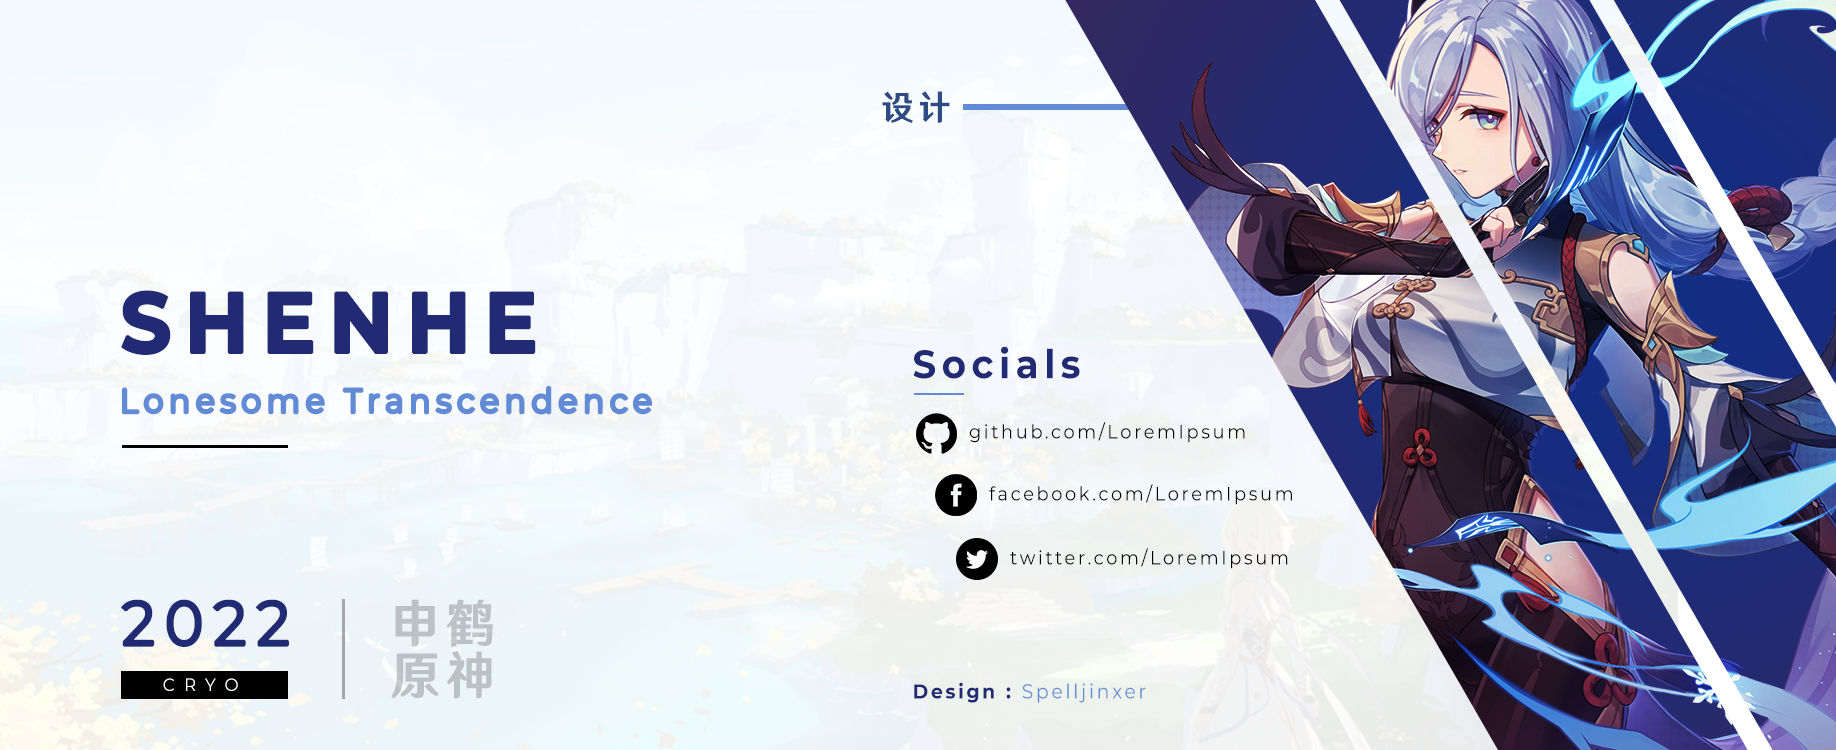 设计
SHENHE
Lonesome Transcendence
Socials
github.com/LoremIpsum
facebook.com/LoremIpsum
twitter.com/LoremIpsum
2022
CRYO
申鹤
原神
Design : Spelljinxer